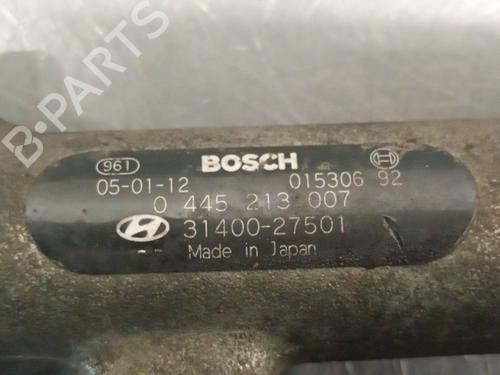 B-PARTS
961 BOSCH
05-01-12 015306 92
0 445 213 007
31400-27501
Made in Japan